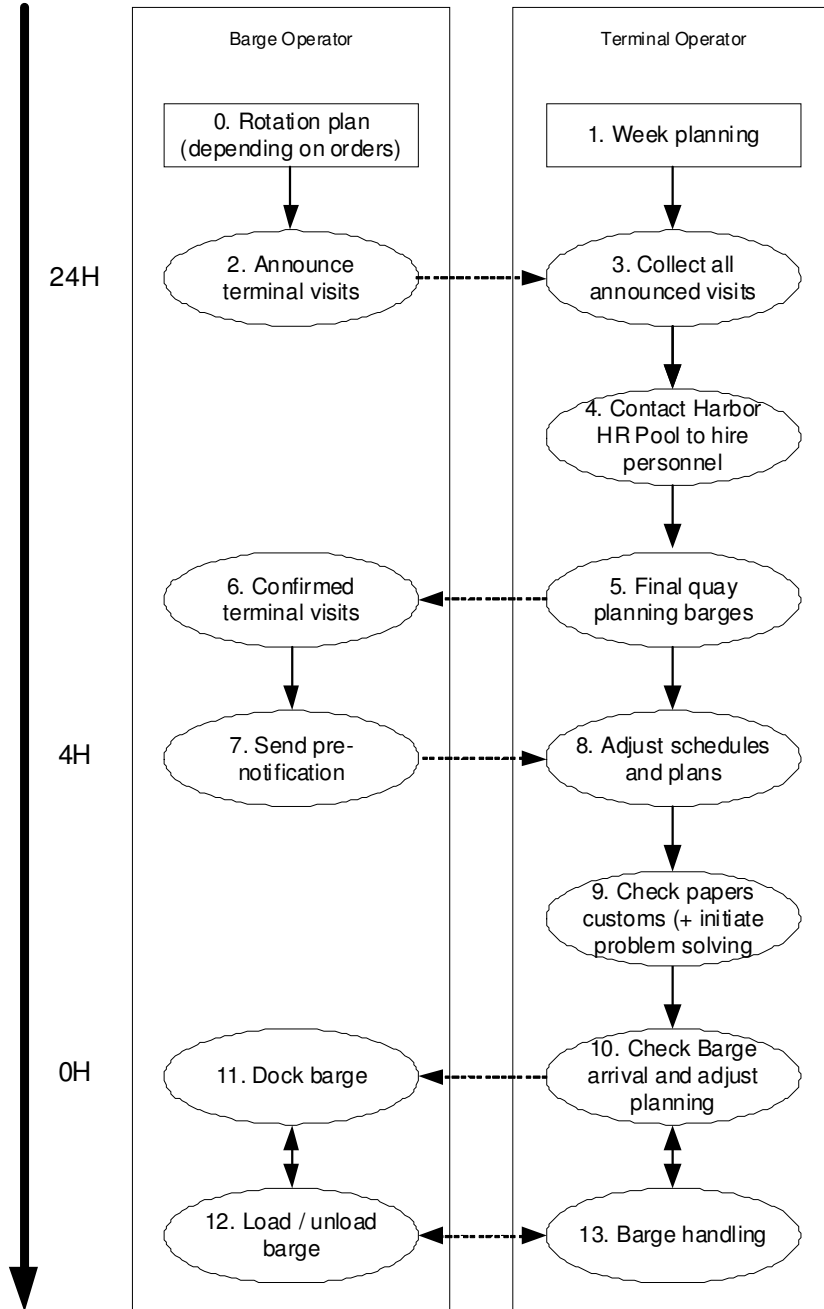 Barge Operator
Terminal Operator
0. Rotation plan
(depending on orders)
1. Week planning
24H
2. Announce
terminal visits
3. Collect all
announced visits
4. Contact Harbor
HR Pool to hire
personnel
6. Confirmed
terminal visits
5. Final quay
planning barges
4H
7. Send pre-
notification
8. Adjust schedules
and plans
9. Check papers
customs (+ initiate
problem solving
0H
11. Dock barge
10. Check Barge
arrival and adjust
planning
12. Load / unload
barge
13. Barge handling